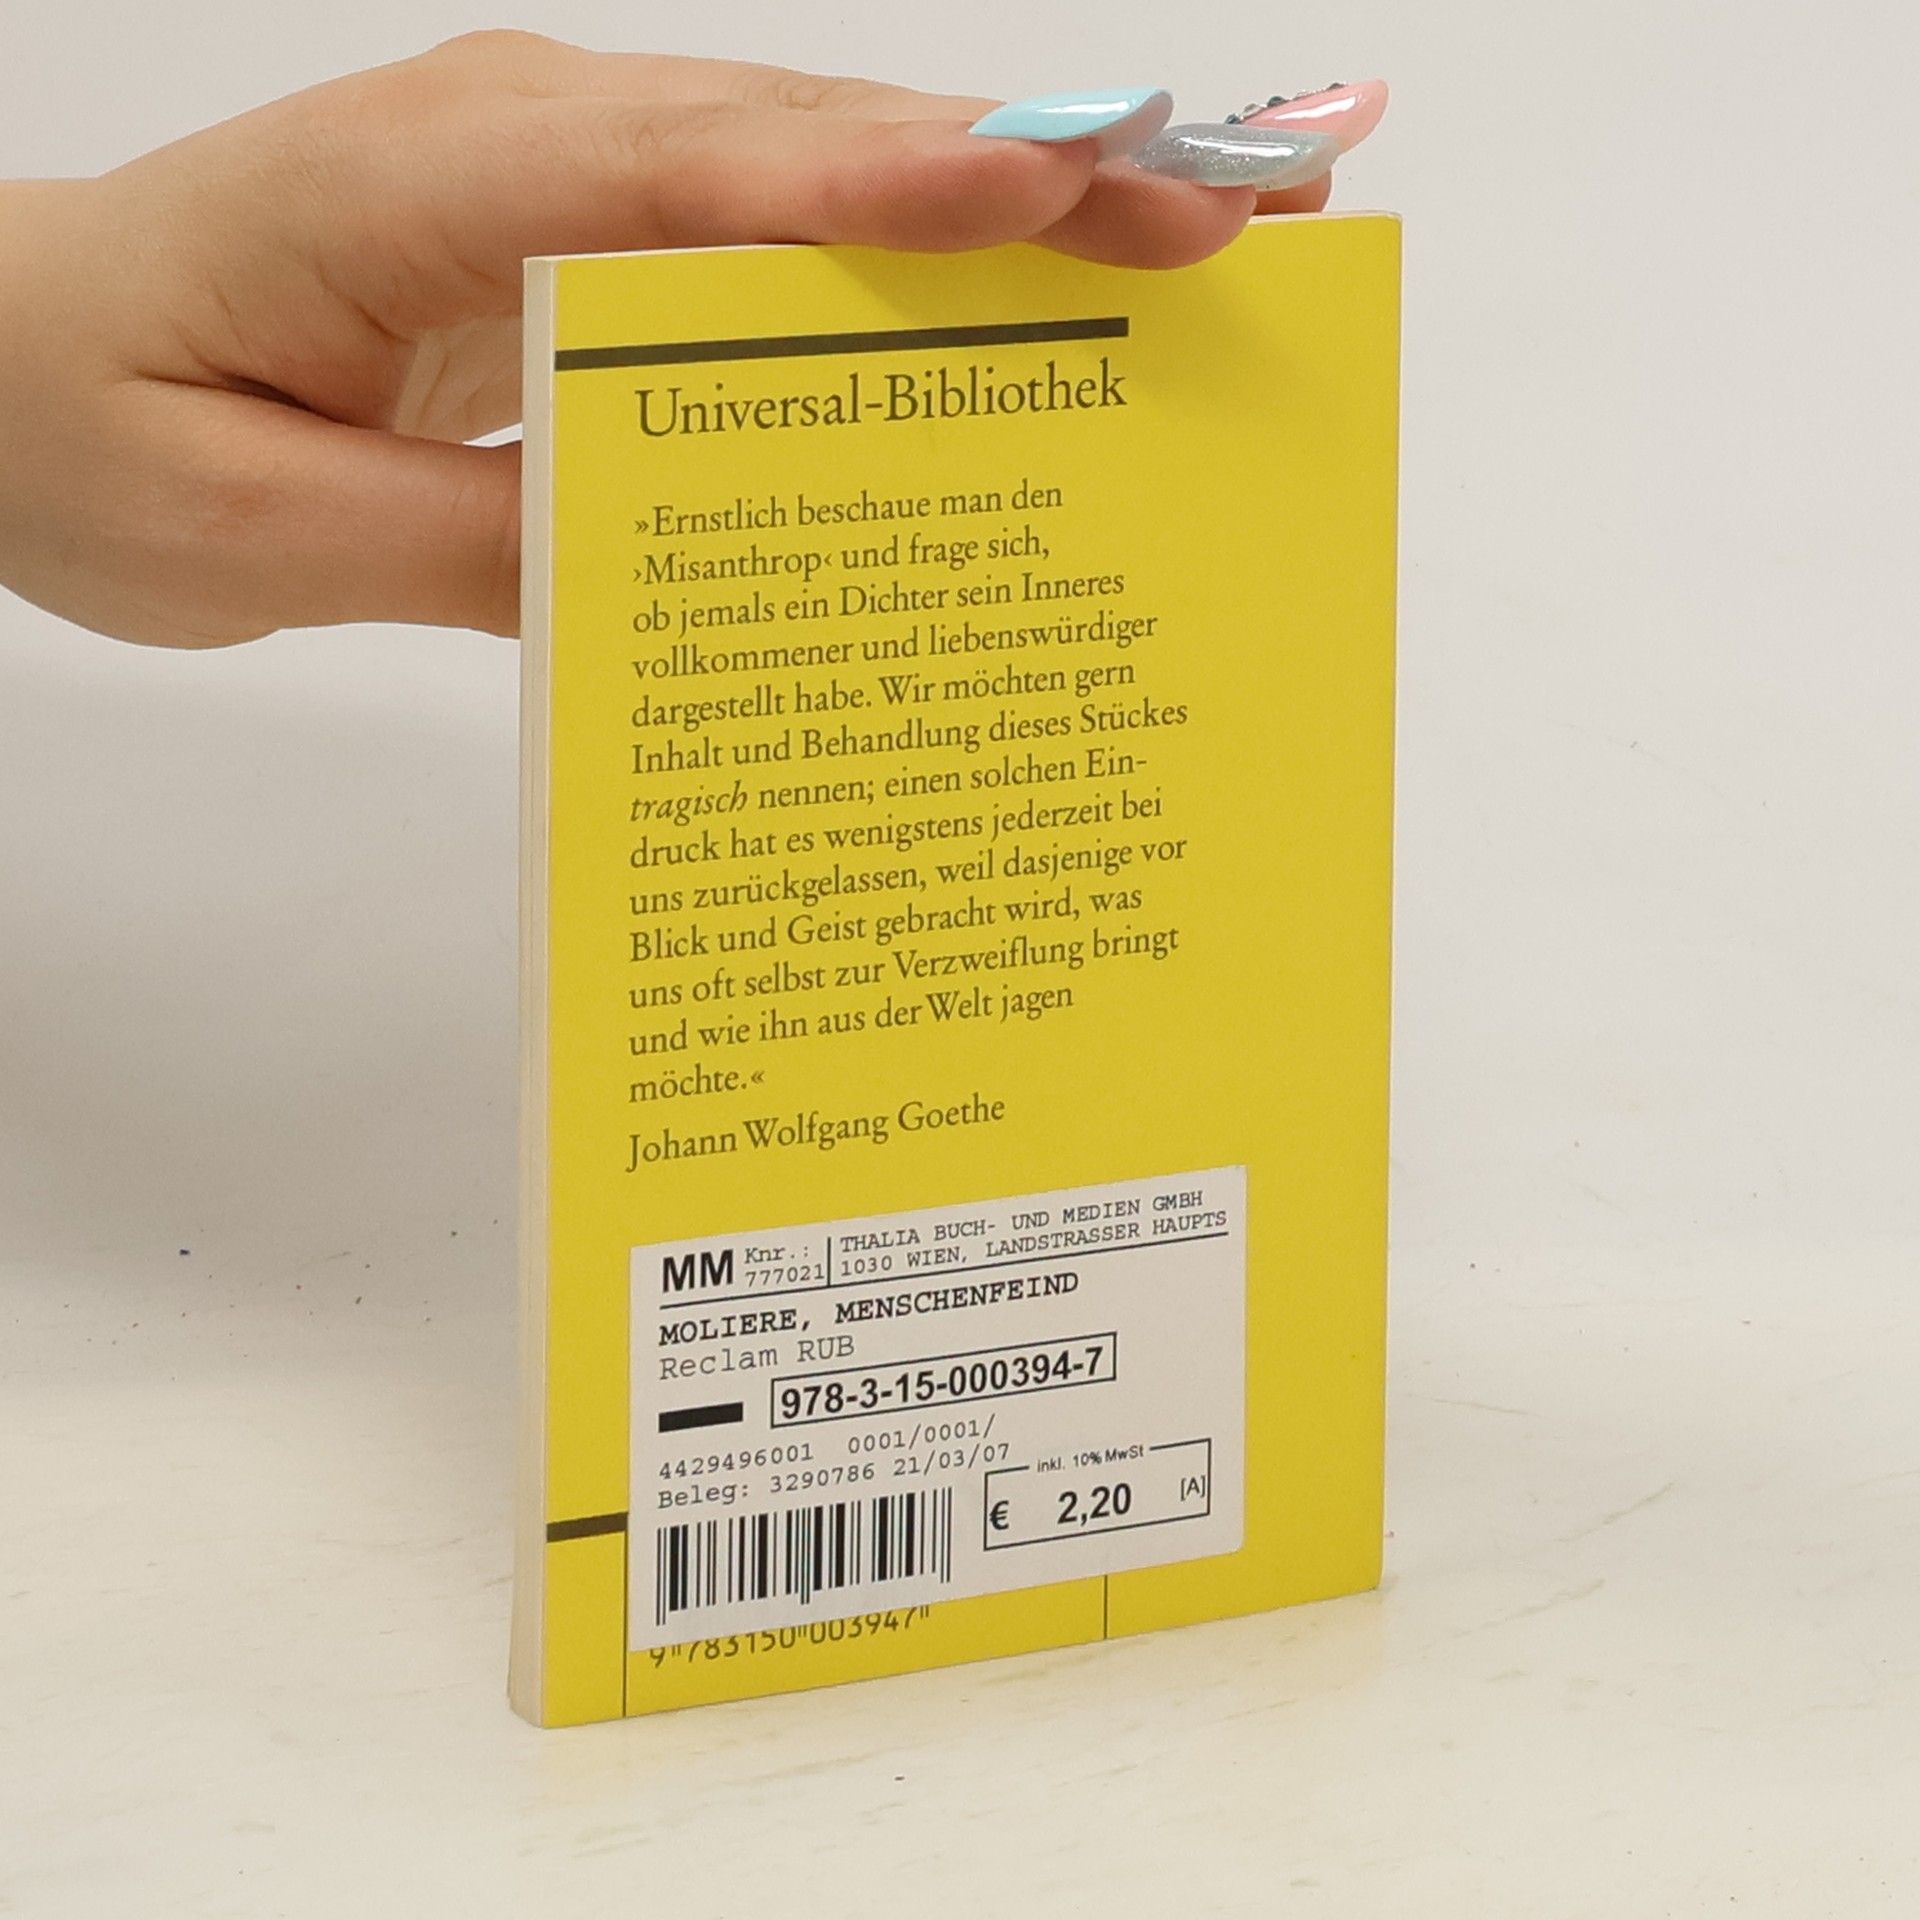 Universal-Bibliothek
»Ernstlich beschaue man den
›Misanthrop‹ und frage sich,
ob jemals ein Dichter sein Inneres
vollkommener und liebenswürdiger
dargestellt habe. Wir möchten gern
Inhalt und Behandlung dieses Stückes
tragisch nennen; einen solchen Ein-
druck hat es wenigstens jederzeit bei
uns zurückgelassen, weil dasjenige vor
Blick und Geist gebracht wird, was
uns oft selbst zur Verzweiflung bringt
und wie ihn aus der Welt jagen
möchte.«
Johann Wolfgang Goethe
MM Knr.: 777021
THALIA BUCH- UND MEDIEN GMBH
1030 WIEN, LANDSTRASSER HAUPTS
MOLIERE, MENSCHENFEIND
Reclam RUB
978-3-15-000394-7
4429496001 0001/0001/
Beleg: 3290786 21/03/07
inkl. 10% MwSt
€ 2,20 [A]
9"783150"003947"